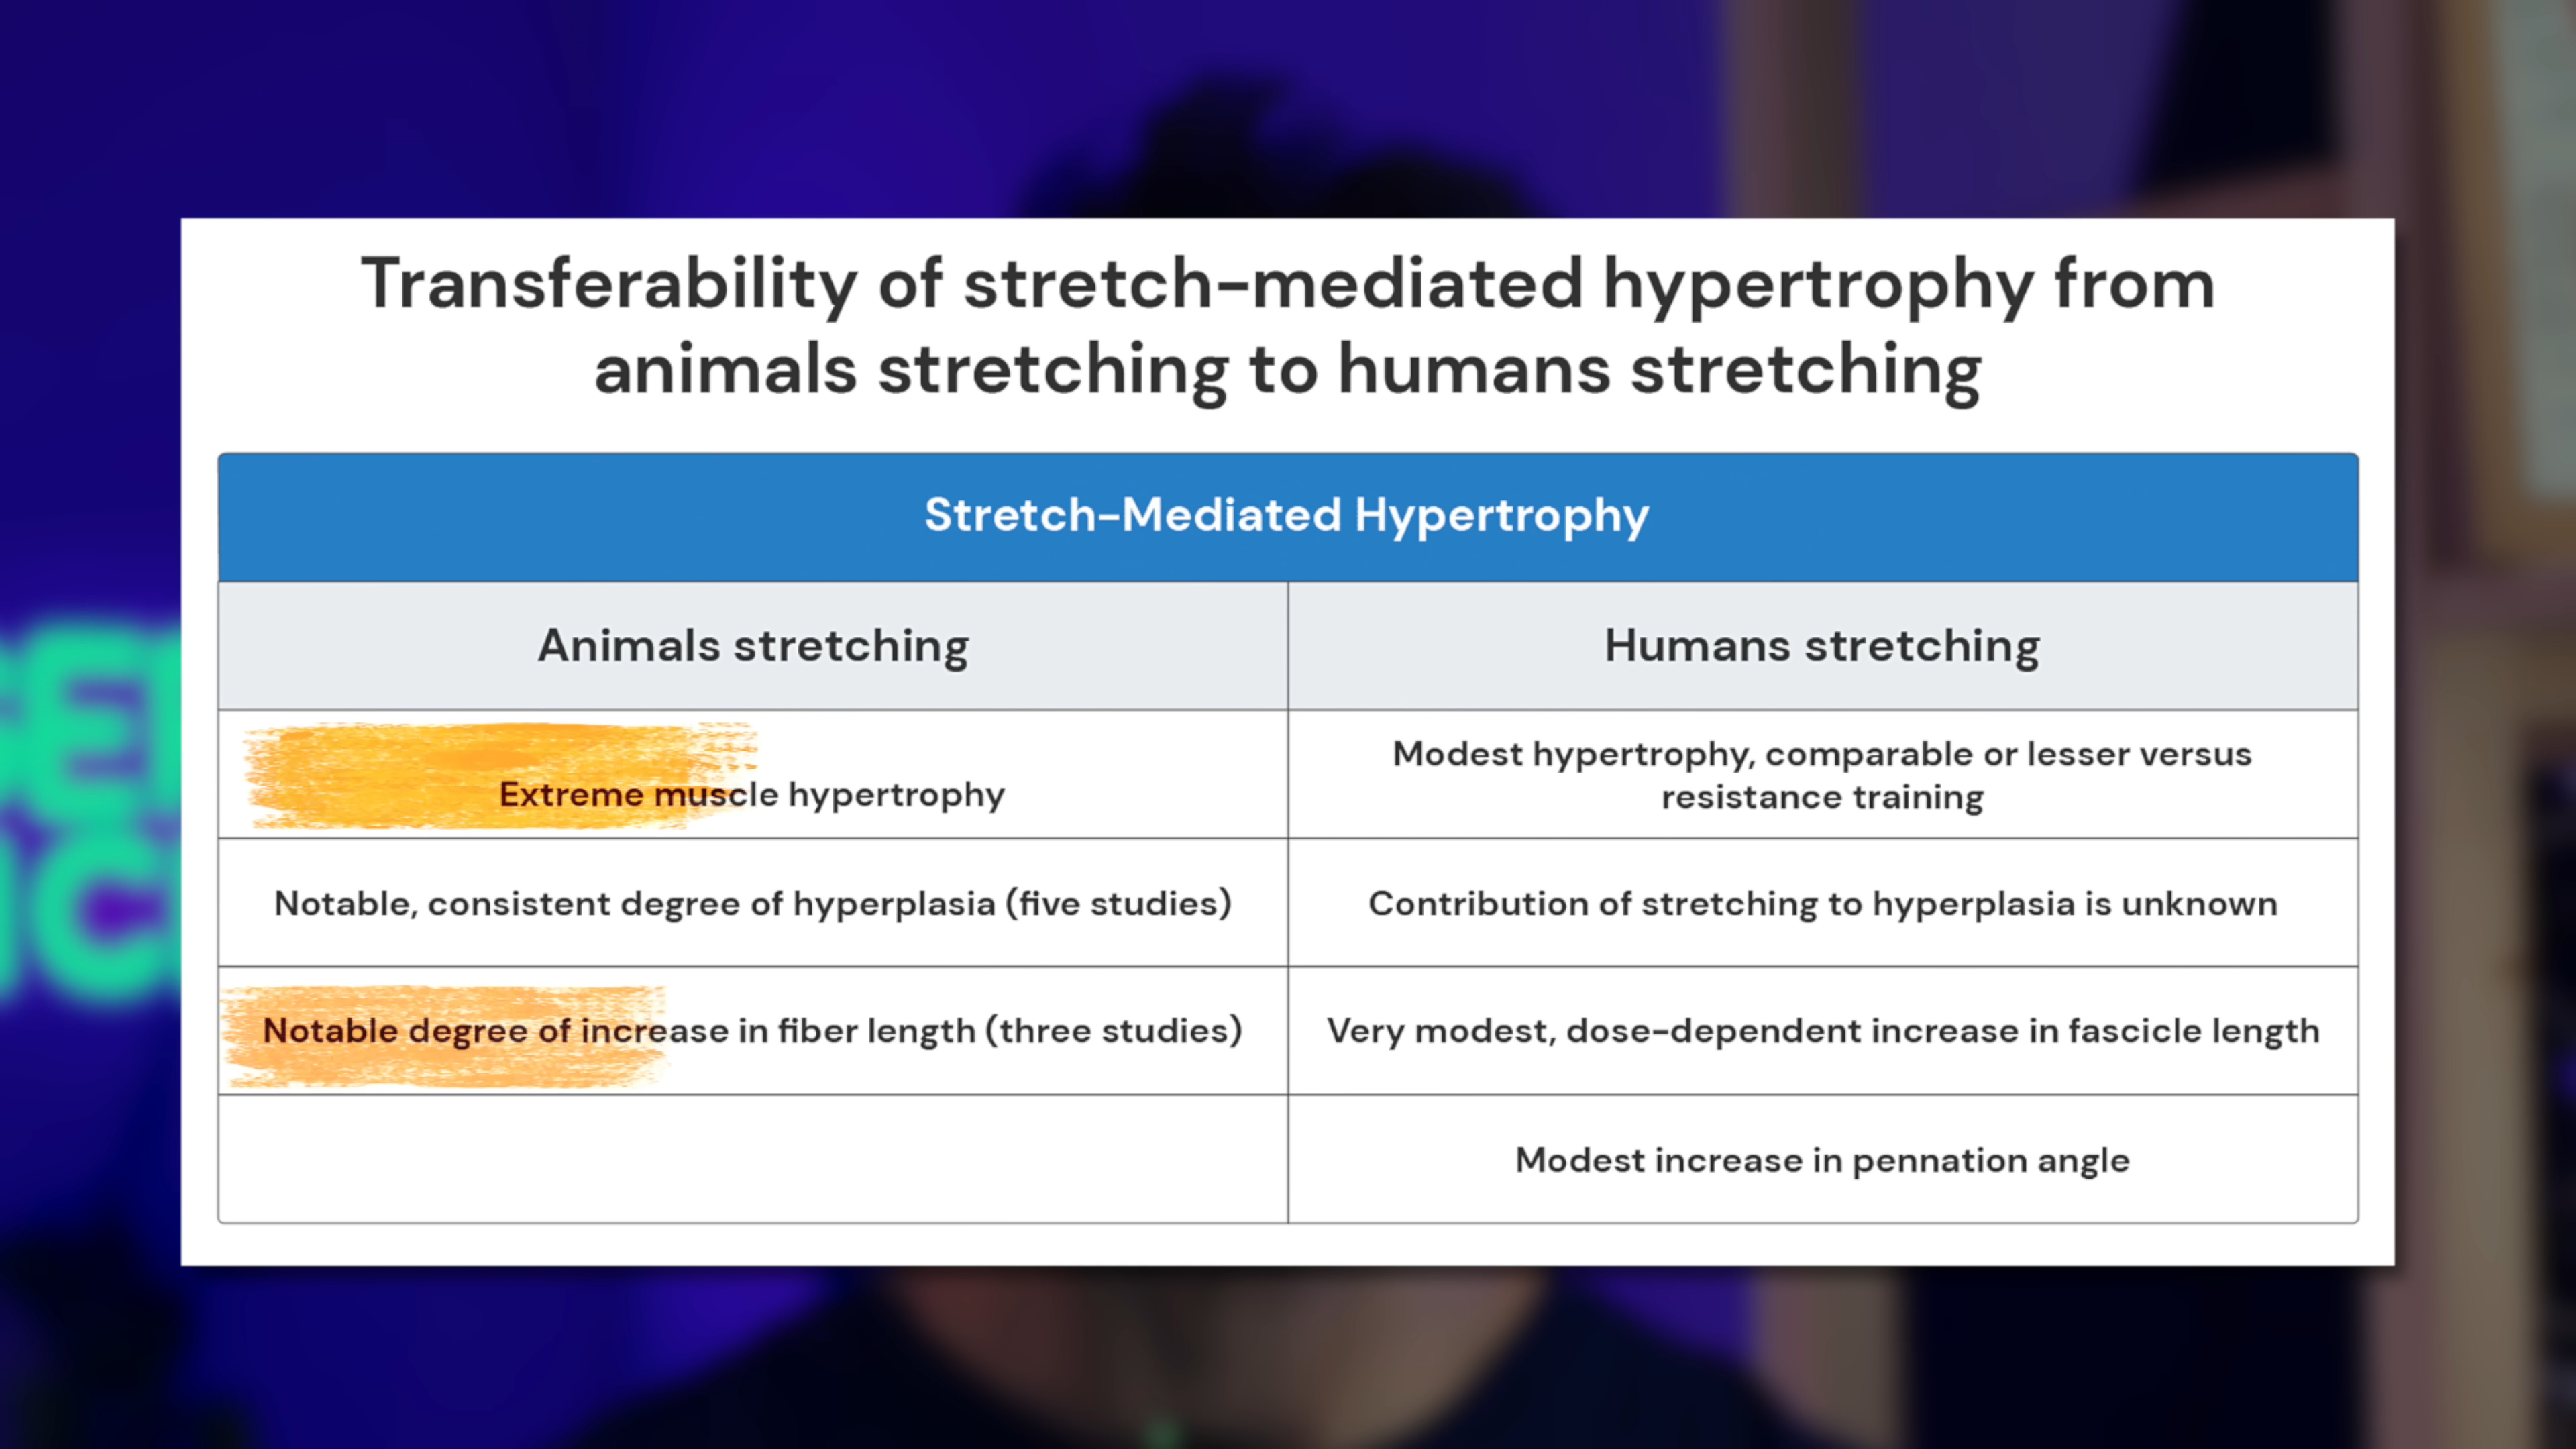 Transferability of stretch-mediated hypertrophy from
animals stretching to humans stretching
Stretch-Mediated Hypertrophy
Animals stretching
Humans stretching
Extreme muscle hypertrophy
Modest hypertrophy, comparable or lesser versus
resistance training
Notable, consistent degree of hyperplasia (five studies)
Contribution of stretching to hyperplasia is unknown
Notable degree of increase in fiber length (three studies)
Very modest, dose-dependent increase in fascicle length
Modest increase in pennation angle